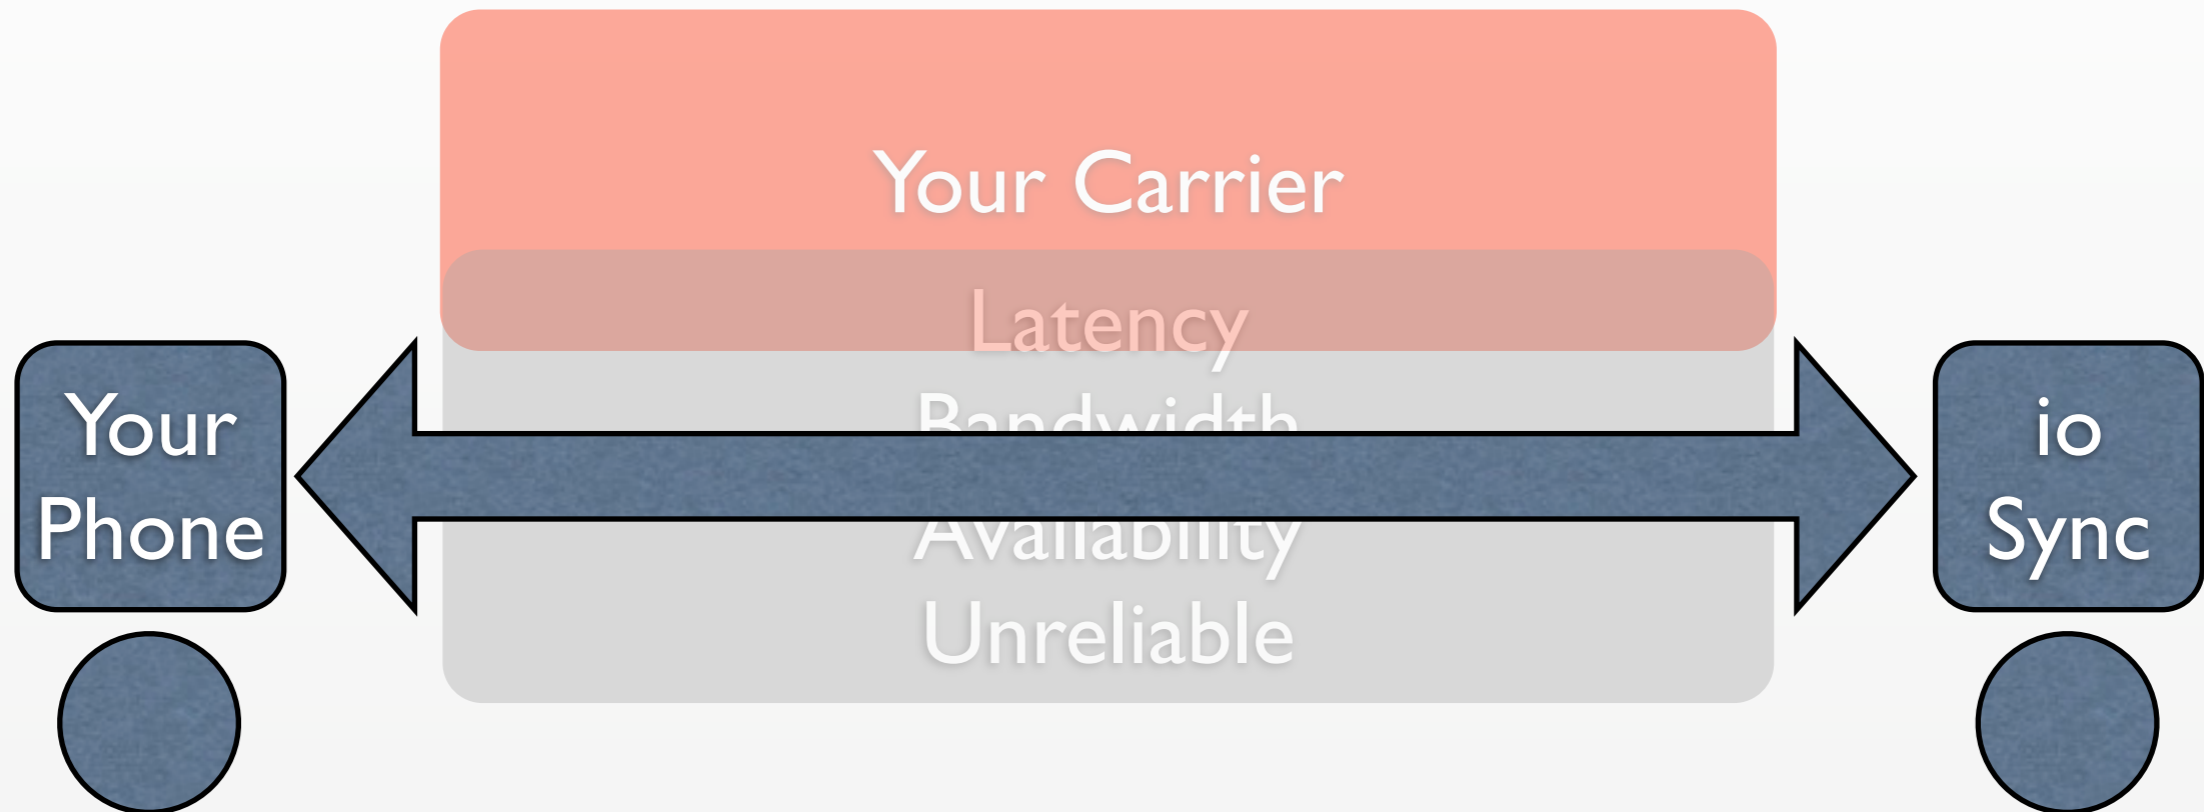 Your Carrier
Latency
Bandwidth
Availability
Unreliable
Your
Phone
io
Sync